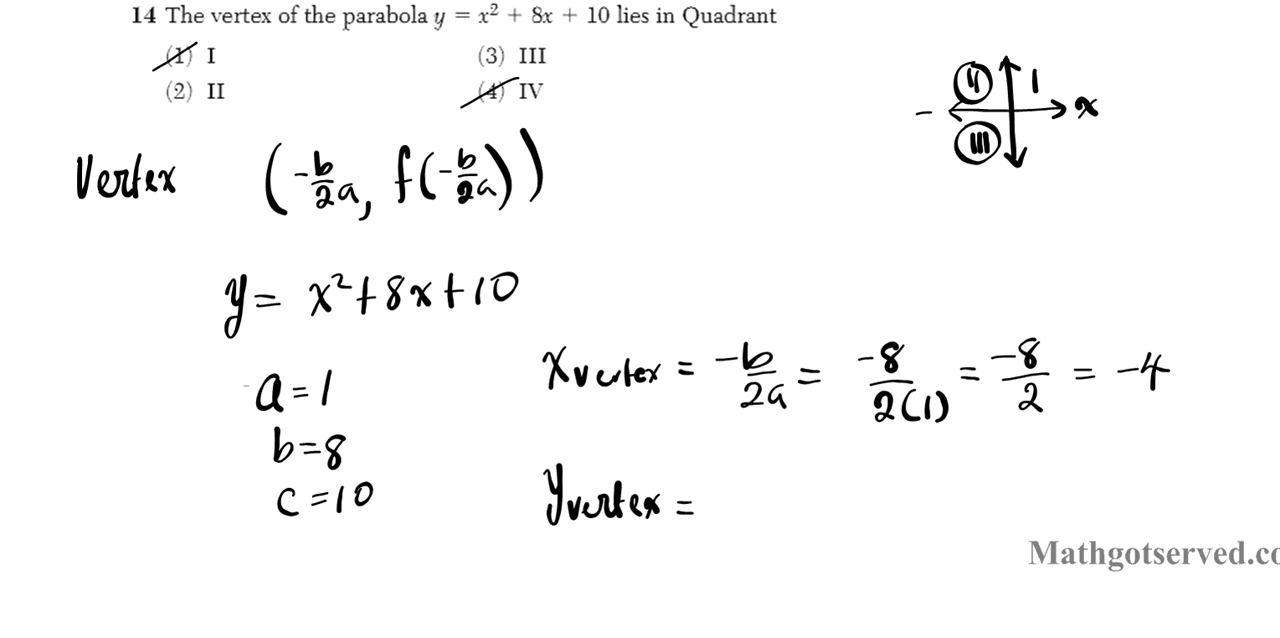 14 The vertex of the parabola y = x² + 8x + 10 lies in Quadrant
(1) I (3) III
(2) II (4) IV
II I
- x
III
Vertex (-b/2a, f(-b/2a))
y = x² + 8x + 10
a = 1
b = 8
c = 10
x vertex = -b/2a = -8/2(1) = -8/2 = -4
y vertex =
Mathgotserved.co